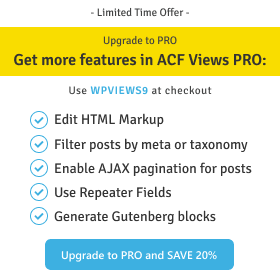 - Limited Time Offer -
Upgrade to PRO
Get more features in ACF Views PRO:
Use WPVIEWS9 at checkout
Edit HTML Markup
Filter posts by meta or taxonomy
Enable AJAX pagination for posts
Use Repeater Fields
Generate Gutenberg blocks
Upgrade to PRO and SAVE 20%